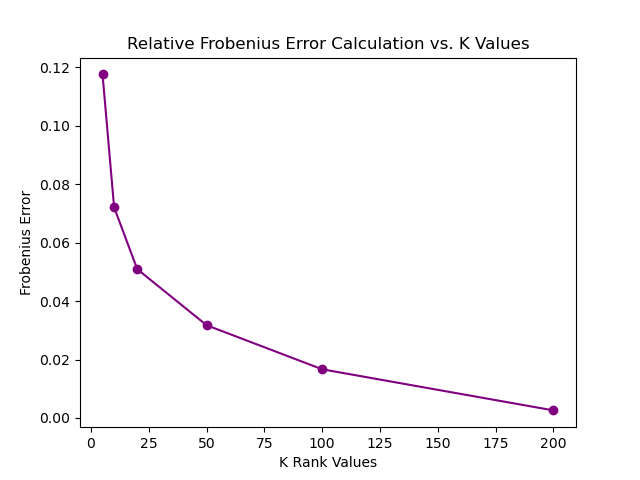 Relative Frobenius Error Calculation vs. K Values
0.12
0.10
0.08
0.06
0.04
0.02
0.00
Frobenius Error
0 25 50 75 100 125 150 175 200
K Rank Values